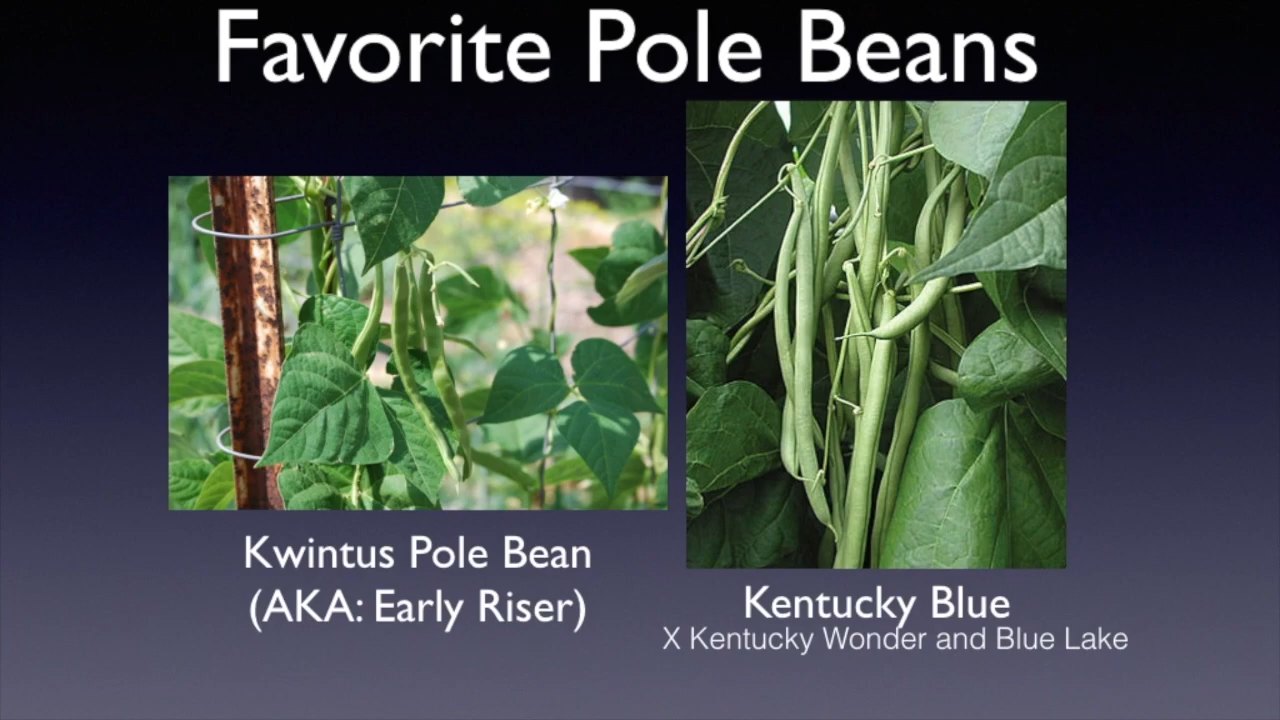 Favorite Pole Beans
Kwintus Pole Bean
(AKA: Early Riser)
Kentucky Blue
X Kentucky Wonder and Blue Lake